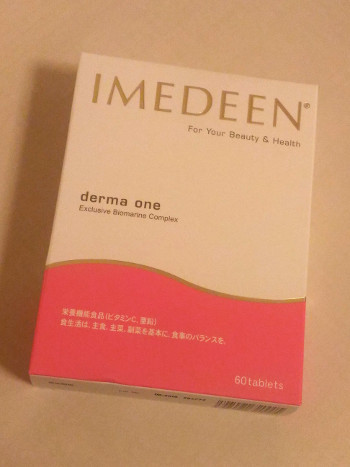 IMEDEEN®
For Your Beauty & Health
derma one
Exclusive Biomarine Complex
栄養機能食品(ビタミンC、亜鉛)
食生活は、主食、主菜、副菜を基本に、食事のバランスを。
60tablets